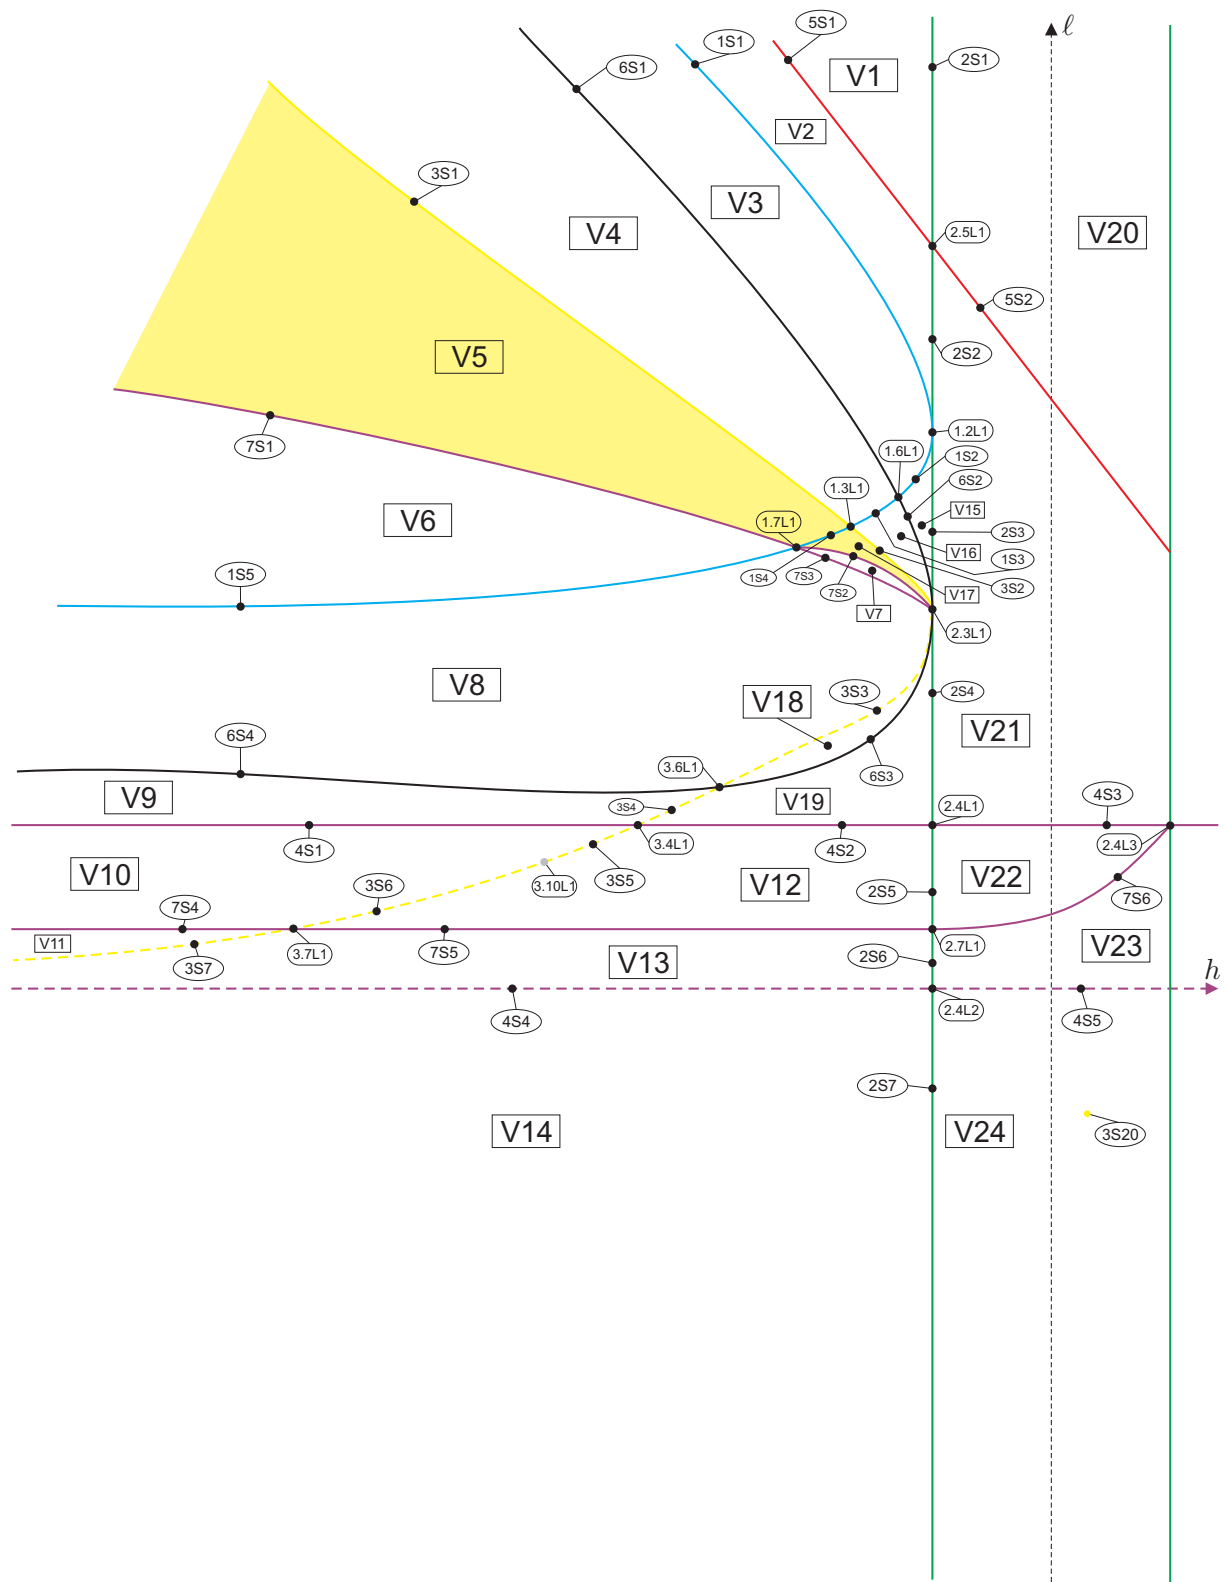 5S1
ℓ
1S1
6S1
V1
2S1
V2
3S1
V3
V4
2.5L1
V20
5S2
V5
2S2
7S1
1.2L1
1.6L1
1S2
6S2
1.3L1
V15
V6
1.7L1
2S3
V16
1S3
1S5
1S4
7S3
7S2
3S2
V17
V7
2.3L1
V8
3S3
2S4
V18
V21
6S4
3.6L1
6S3
V9
3S4
V19
2.4L1
4S3
4S1
3.4L1
4S2
2.4L3
V10
3S6
3.10L1
3S5
V12
2S5
V22
7S6
7S4
V11
3S7
3.7L1
7S5
V13
2S6
2.7L1
V23
h
4S4
2.4L2
4S5
2S7
V14
V24
3S20